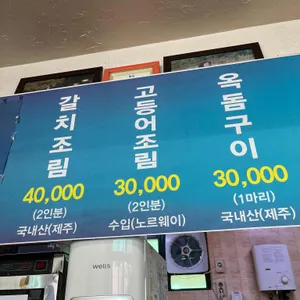 갈치조림
40,000
(2인분)
국내산(제주)
고등어조림
30,000
(2인분)
수입(노르웨이)
옥돔구이
30,000
(1마리)
국내산(제주)
wells